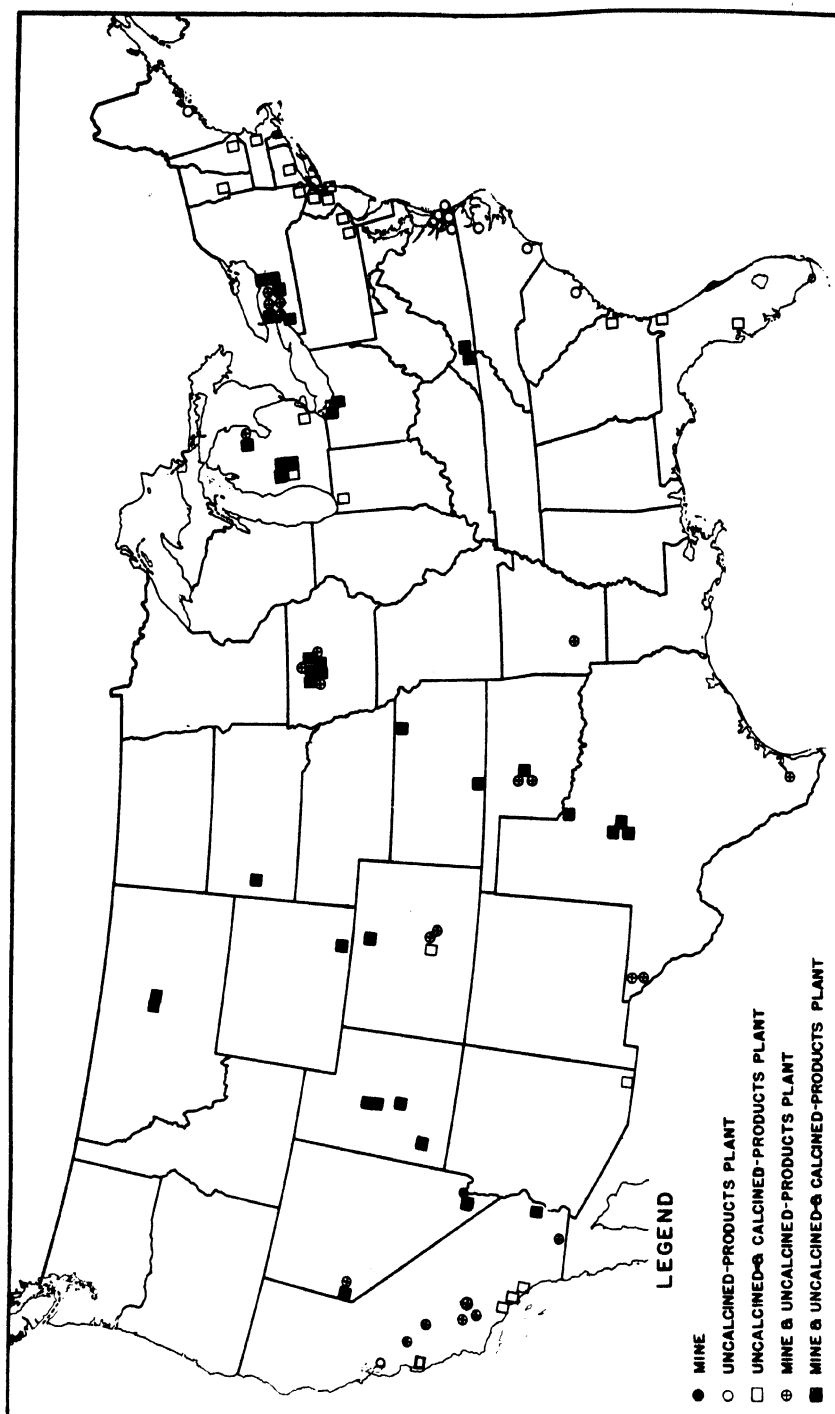 LEGEND
MINE
UNCALCINED-PRODUCTS PLANT
UNCALCINED-& CALCINED-PRODUCTS PLANT
MINE & UNCALCINED-PRODUCTS PLANT
MINE & UNCALCINED-& CALCINED-PRODUCTS PLANT